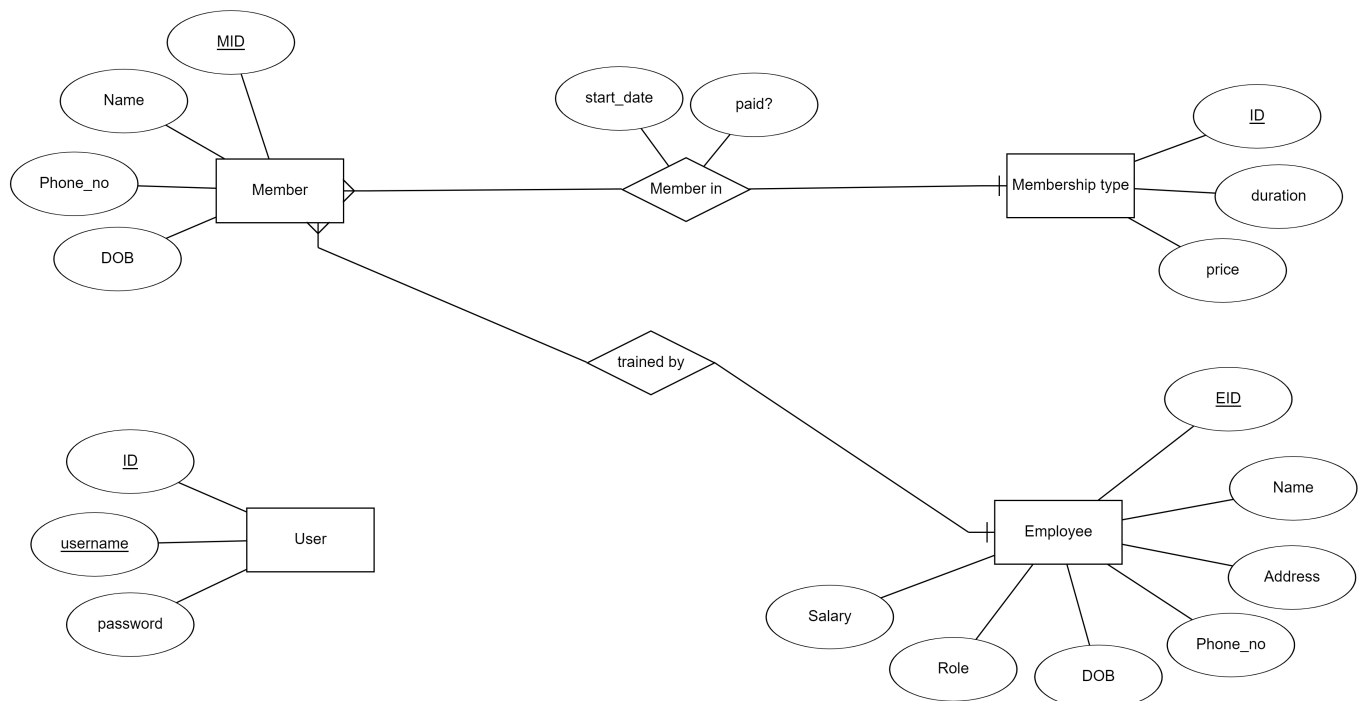 MID
Name
Phone_no
DOB
Member
start_date
paid?
Member in
Membership type
ID
duration
price
trained by
ID
username
password
User
EID
Name
Address
Phone_no
DOB
Role
Salary
Employee